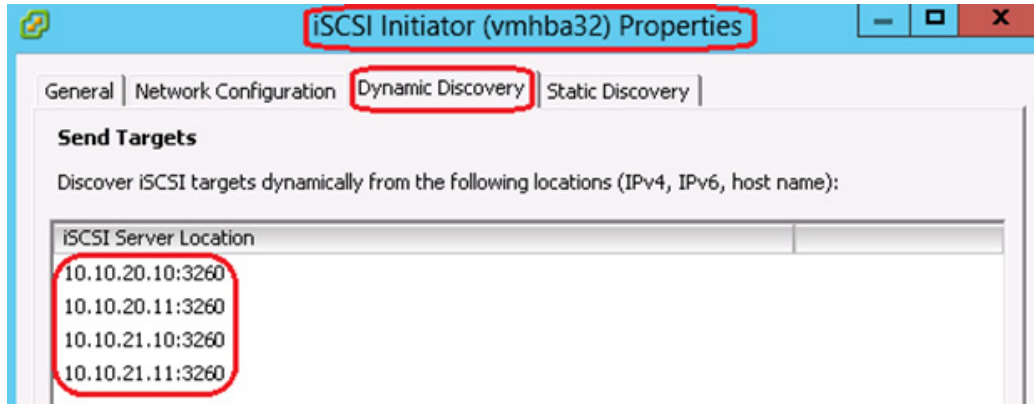 iSCSI Initiator (vmhba32) Properties
General Network Configuration Dynamic Discovery Static Discovery
Send Targets
Discover iSCSI targets dynamically from the following locations (IPv4, IPv6, host name):
iSCSI Server Location
10.10.20.10:3260
10.10.20.11:3260
10.10.21.10:3260
10.10.21.11:3260